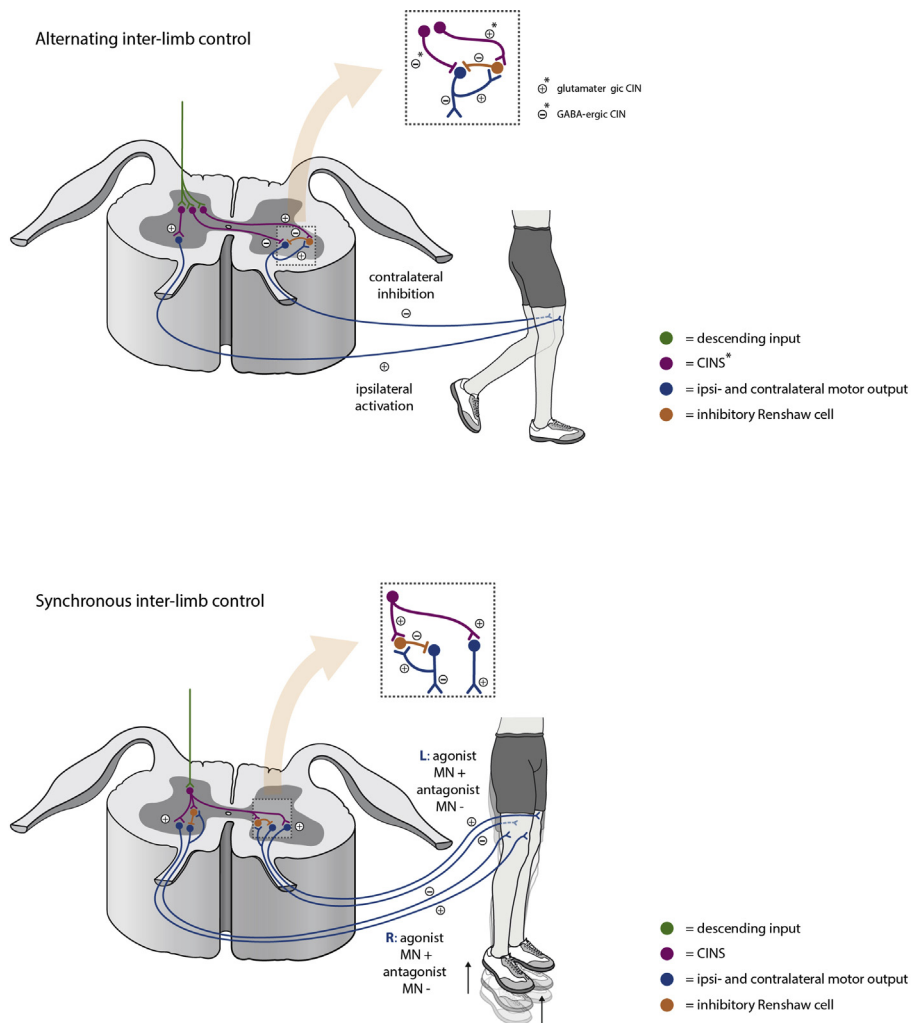 Alternating inter-limb control
+*
-
-*
+
-
+* glutamater gic CIN
-* GABA-ergic CIN
+
+
-
-
+
contralateral
inhibition
-
+
ipsilateral
activation
= descending input
= CINS*
= ipsi- and contralateral motor output
= inhibitory Renshaw cell
Synchronous inter-limb control
+
-
+
+
-
+
L: agonist
MN +
antagonist
MN -
+
-
+
+
-
+
R: agonist
MN +
antagonist
MN -
= descending input
= CINS
= ipsi- and contralateral motor output
= inhibitory Renshaw cell